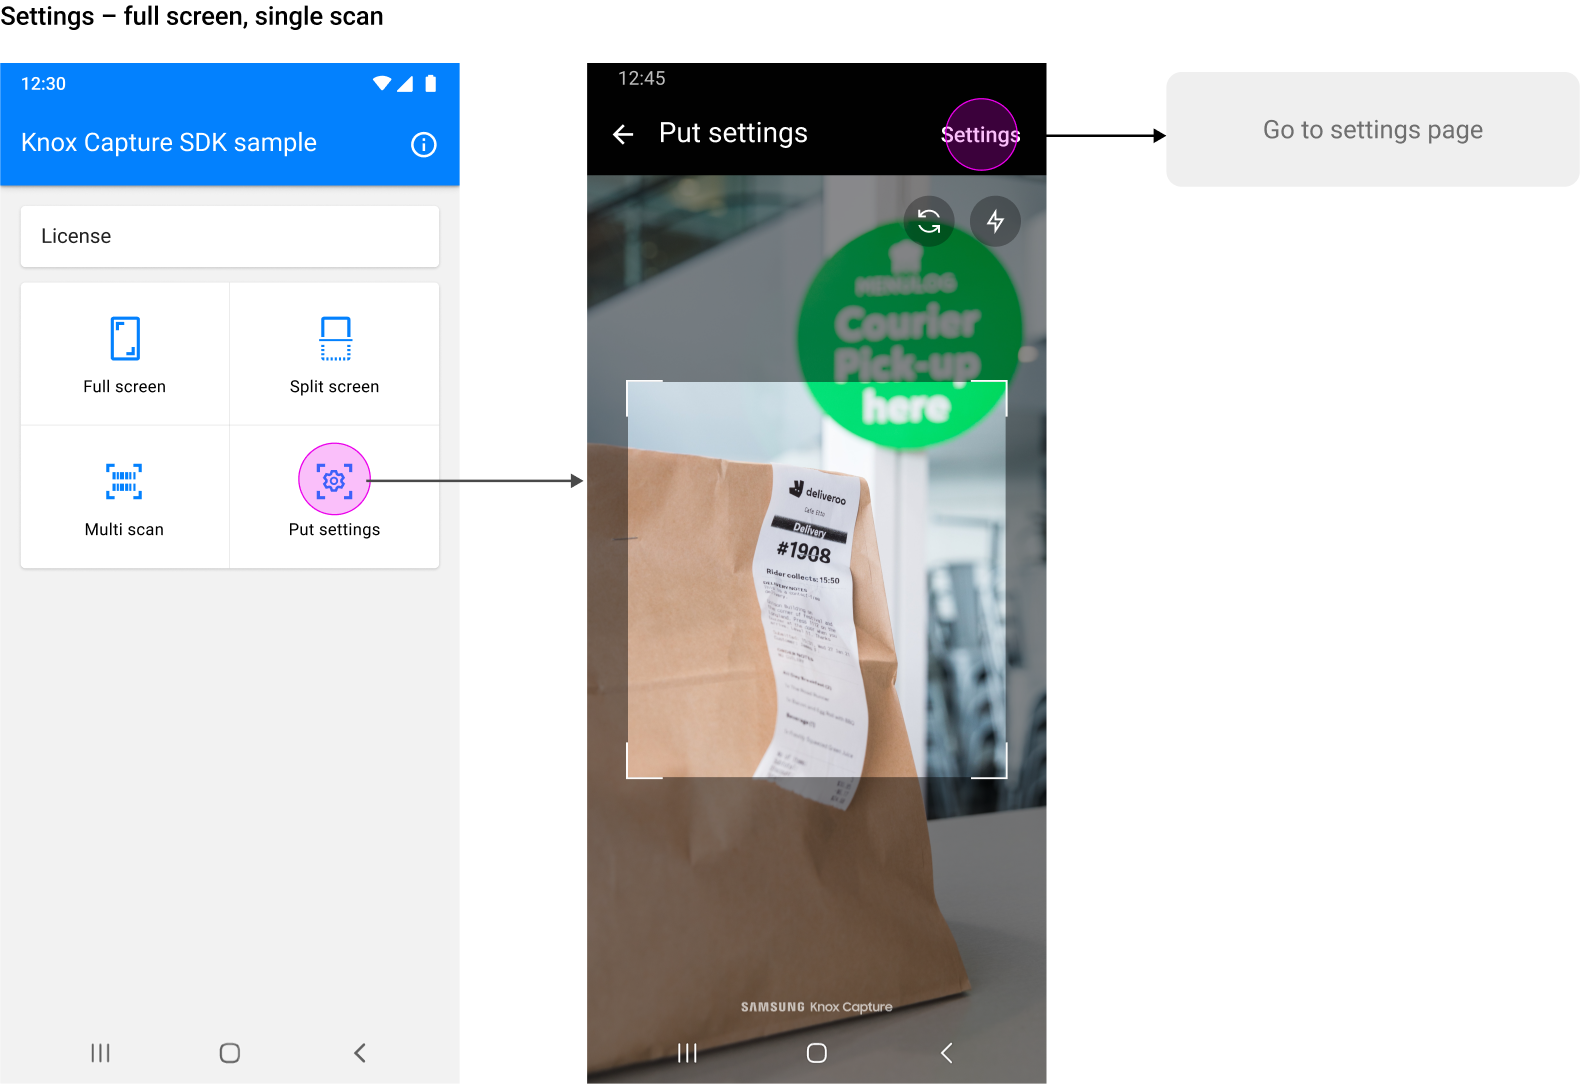 Settings – full screen, single scan
12:30
Knox Capture SDK sample
License
Full screen
Split screen
Multi scan
Put settings
12:45
Put settings
Settings
MENULOG
Courier
Pick-up
here
deliveroo
Delivery
#1908
Rider collects: 15:50
DELIVERY NOTES
SAMSUNG Knox Capture
Go to settings page